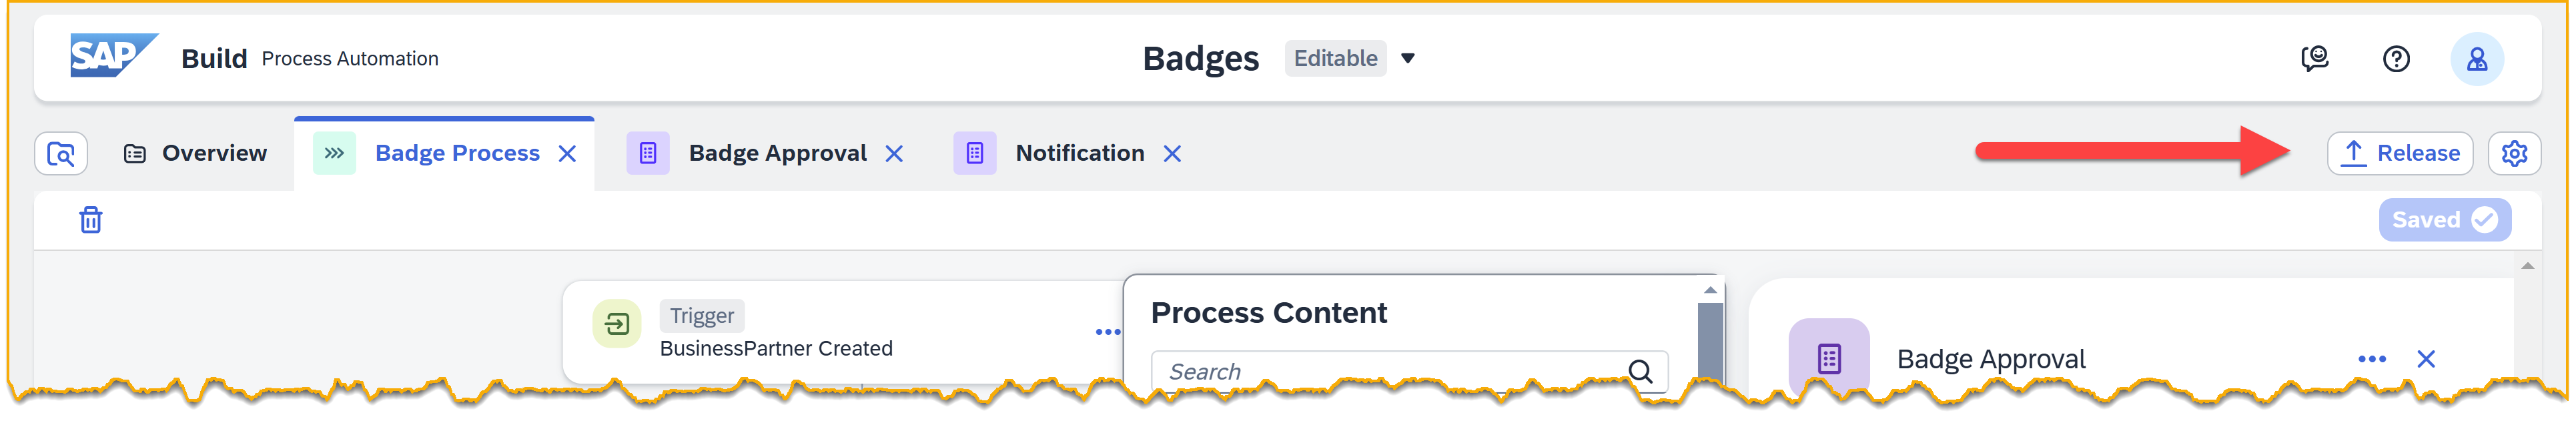 SAP Build Process Automation Badges Editable
Overview Badge Process Badge Approval Notification Release
Saved
Trigger
BusinessPartner Created
Process Content
Search
Badge Approval